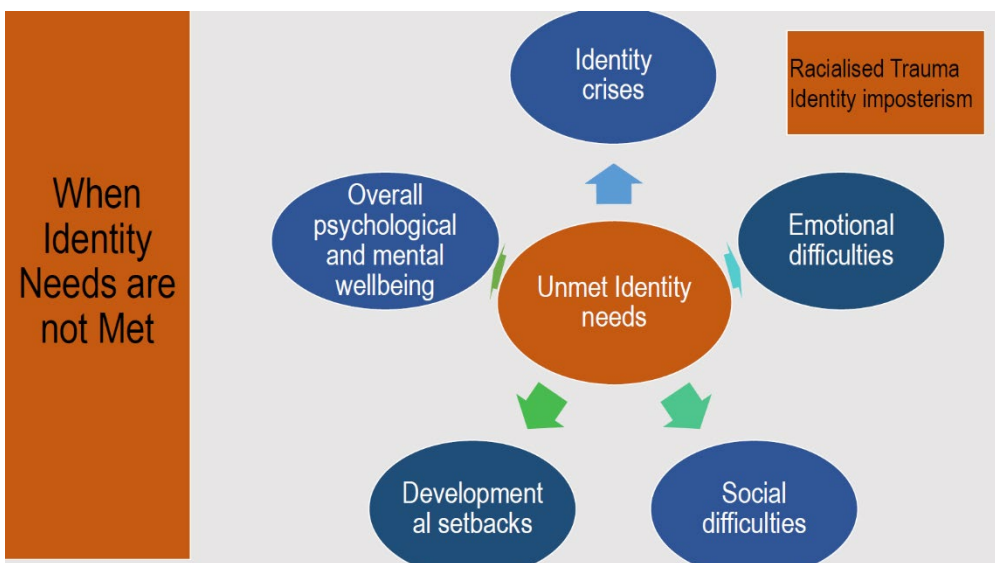 When
Identity
Needs are
not Met
Identity
crises
Racialised Trauma
Identity imposterism
Overall
psychological
and mental
wellbeing
Emotional
difficulties
Unmet Identity
needs
Development
al setbacks
Social
difficulties